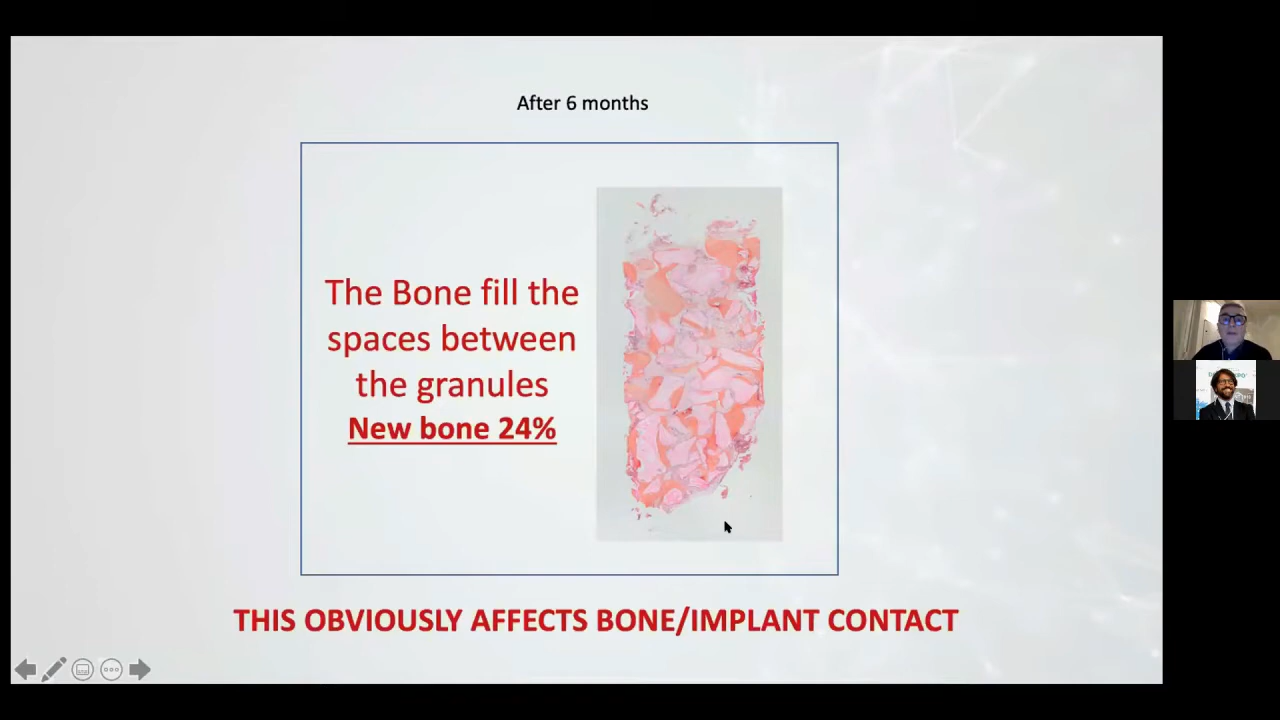 After 6 months
The Bone fill the
spaces between
the granules
New bone 24%
THIS OBVIOUSLY AFFECTS BONE/IMPLANT CONTACT